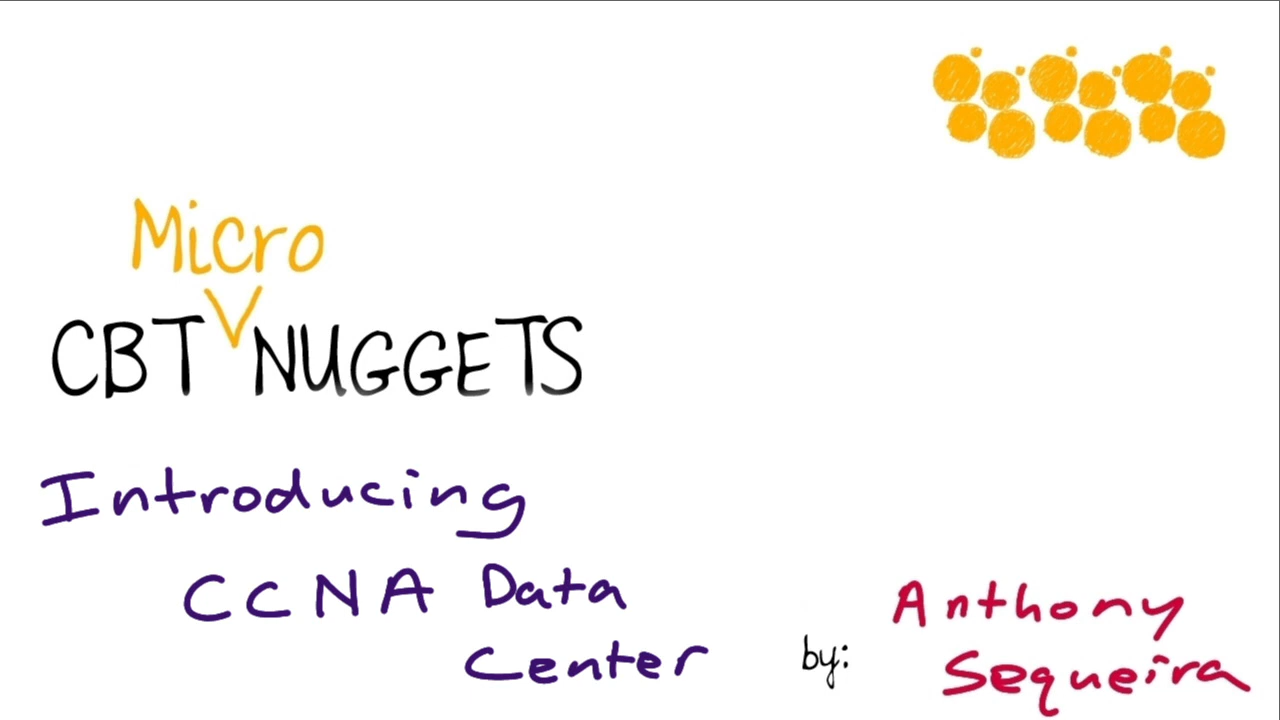 Micro
CBT NUGGETS
Introducing
CCNA Data
Center
by:
Anthony
Sequeira